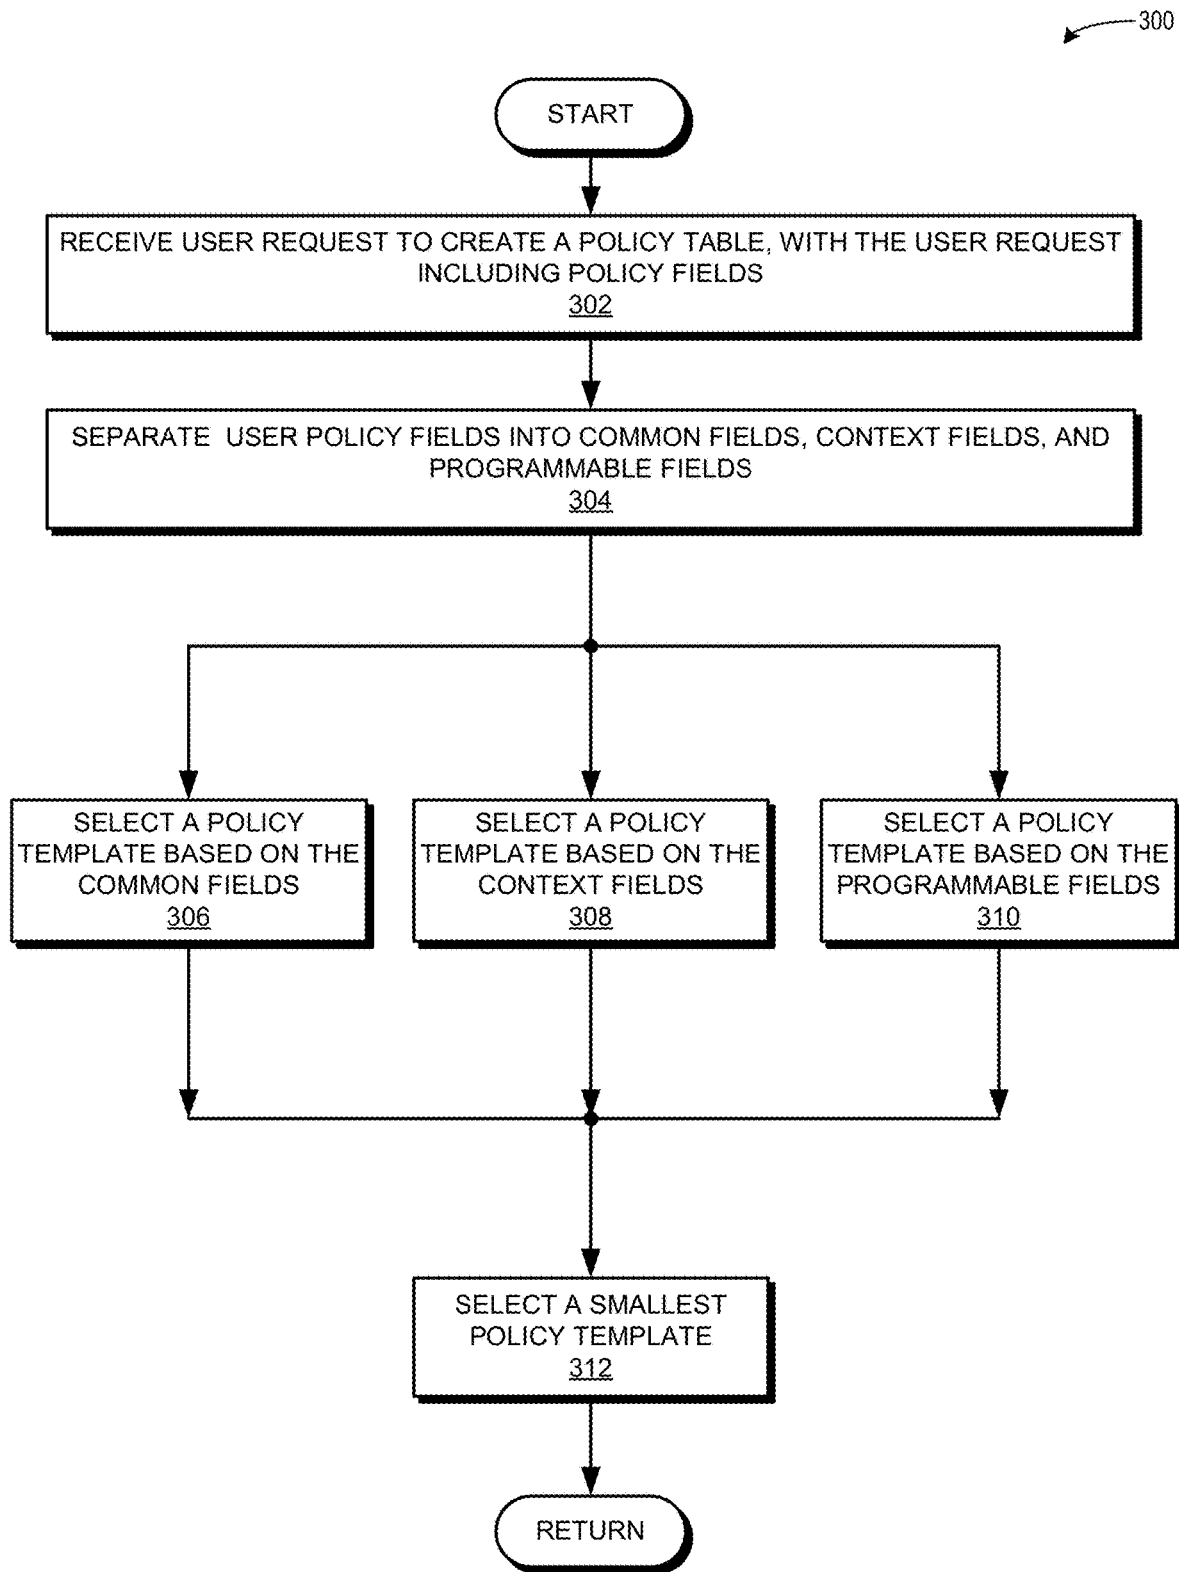 300
START
RECEIVE USER REQUEST TO CREATE A POLICY TABLE, WITH THE USER REQUEST
INCLUDING POLICY FIELDS
302
SEPARATE USER POLICY FIELDS INTO COMMON FIELDS, CONTEXT FIELDS, AND
PROGRAMMABLE FIELDS
304
SELECT A POLICY
TEMPLATE BASED ON THE
COMMON FIELDS
306
SELECT A POLICY
TEMPLATE BASED ON THE
CONTEXT FIELDS
308
SELECT A POLICY
TEMPLATE BASED ON THE
PROGRAMMABLE FIELDS
310
SELECT A SMALLEST
POLICY TEMPLATE
312
RETURN